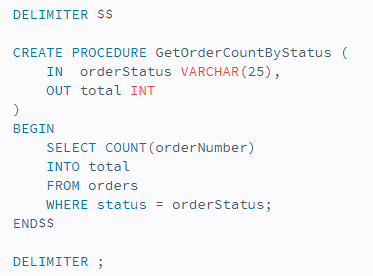 DELIMITER $$
CREATE PROCEDURE GetOrderCountByStatus (
    IN  orderStatus VARCHAR(25),
    OUT total INT
)
BEGIN
    SELECT COUNT(orderNumber)
    INTO total
    FROM orders
    WHERE status = orderStatus;
END$$
DELIMITER ;